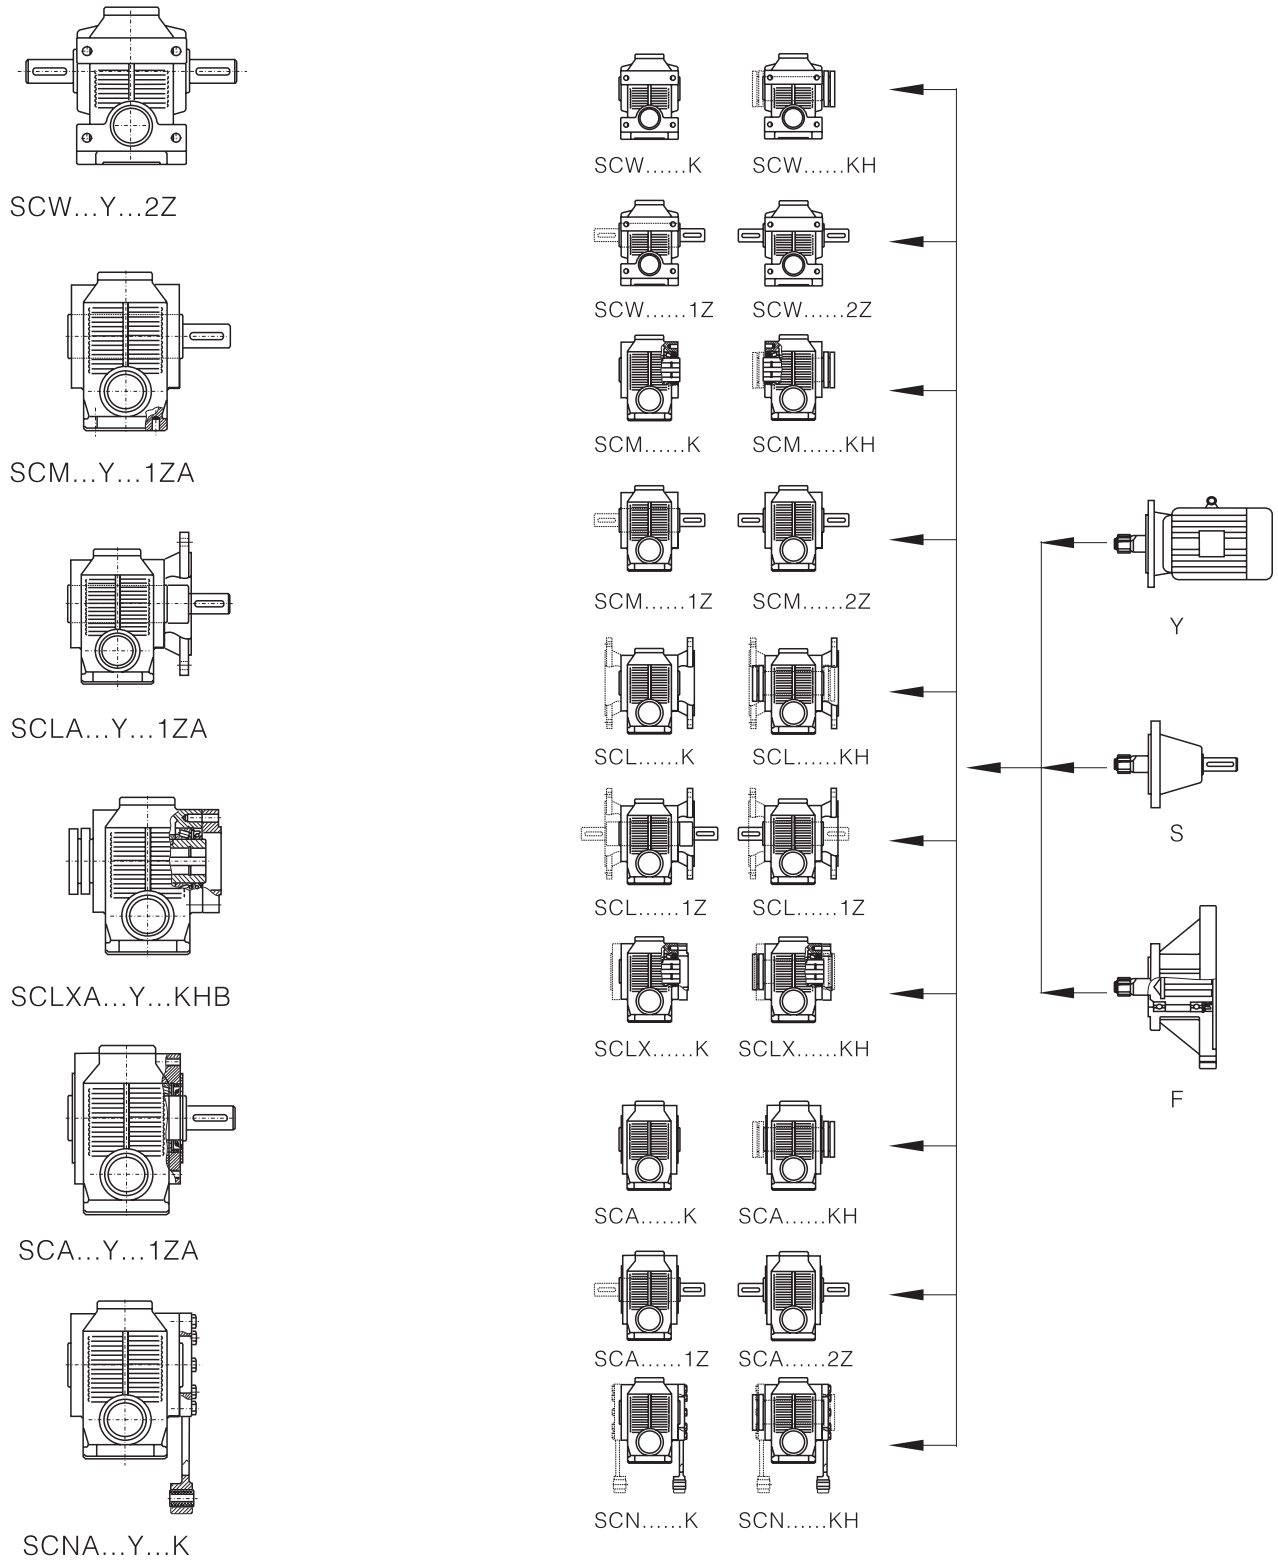 SCW...Y...2Z
SCM...Y...1ZA
SCLA...Y...1ZA
SCLXA...Y...KHB
SCA...Y...1ZA
SCNA...Y...K
SCW......K SCW......KH
SCW......1Z SCW......2Z
SCM......K SCM......KH
SCM......1Z SCM......2Z
SCL......K SCL......KH
SCL......1Z SCL......1Z
SCLX......K SCLX......KH
SCA......K SCA......KH
SCA......1Z SCA......2Z
SCN......K SCN......KH
Y
S
F